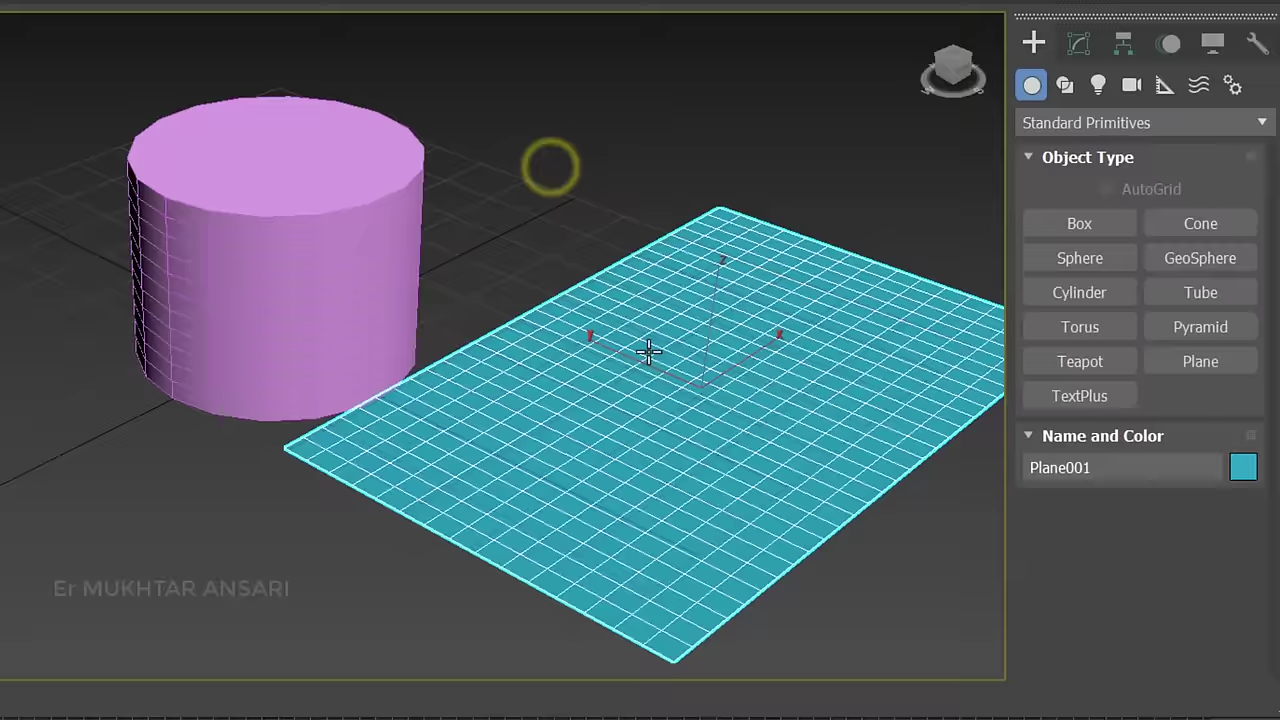 Standard Primitives
Object Type
AutoGrid
Box Cone
Sphere GeoSphere
Cylinder Tube
Torus Pyramid
Teapot Plane
TextPlus
Name and Color
Plane001
z
y x
Er MUKHTAR ANSARI